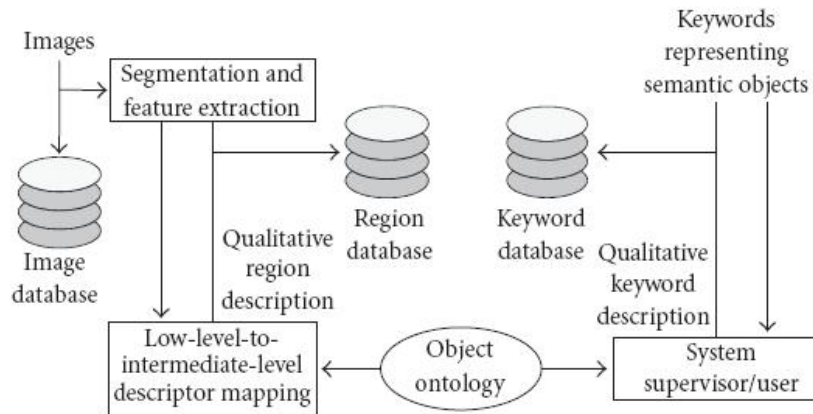 Images
Segmentation and
feature extraction
Image
database
Region
database
Qualitative
region
description
Low-level-to-
intermediate-level
descriptor mapping
Object
ontology
Keywords
representing
semantic objects
Keyword
database
Qualitative
keyword
description
System
supervisor/user